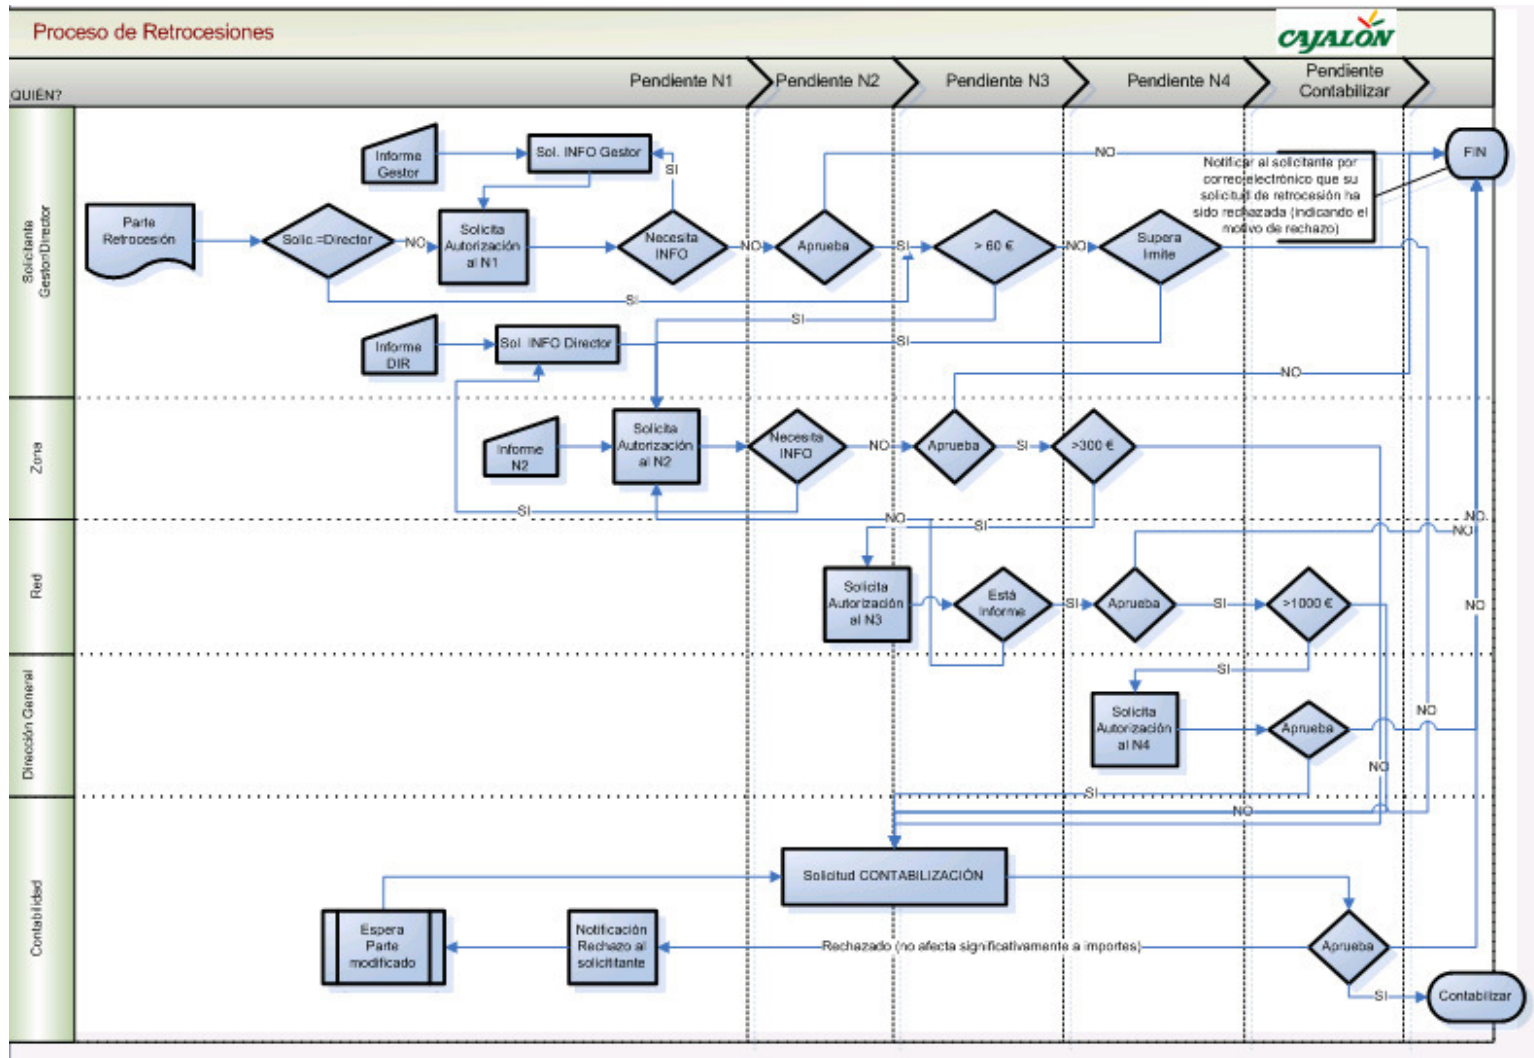 Proceso de Retrocesiones
CAJALÓN
QUIÉN?
Pendiente N1
Pendiente N2
Pendiente N3
Pendiente N4
Pendiente
Contabilizar
Solicitante
Gestor/Director
Informe
Gestor
Sol. INFO Gestor
SI
NO
FIN
Notificar al solicitante por
correo electrónico que su
solicitud de retrocesión ha
sido rechazada (indicando el
motivo de rechazo)
Parte
Retrocesión
Solic.=Director
NO
Solicita
Autorización
al N1
Necesita
INFO
NO
Aprueba
SI
> 60 €
NO
Supera
limite
SI
SI
Informe
DIR
Sol. INFO Director
SI
NO
Zona
Informe
N2
Solicita
Autorización
al N2
Necesita
INFO
NO
Aprueba
SI
>300 €
SI
NO
SI
NO
NO
Red
Solicita
Autorización
al N3
Está
Informe
SI
Aprueba
SI
>1000 €
NO
Dirección General
SI
Solicita
Autorización
al N4
Aprueba
NO
NO
SI
NO
Contabilidad
Solicitud CONTABILIZACIÓN
Espera
Parte
modificado
Notificación
Rechazo al
solicititante
Rechazado (no afecta significativamente a importes)
Aprueba
SI
Contabilizar